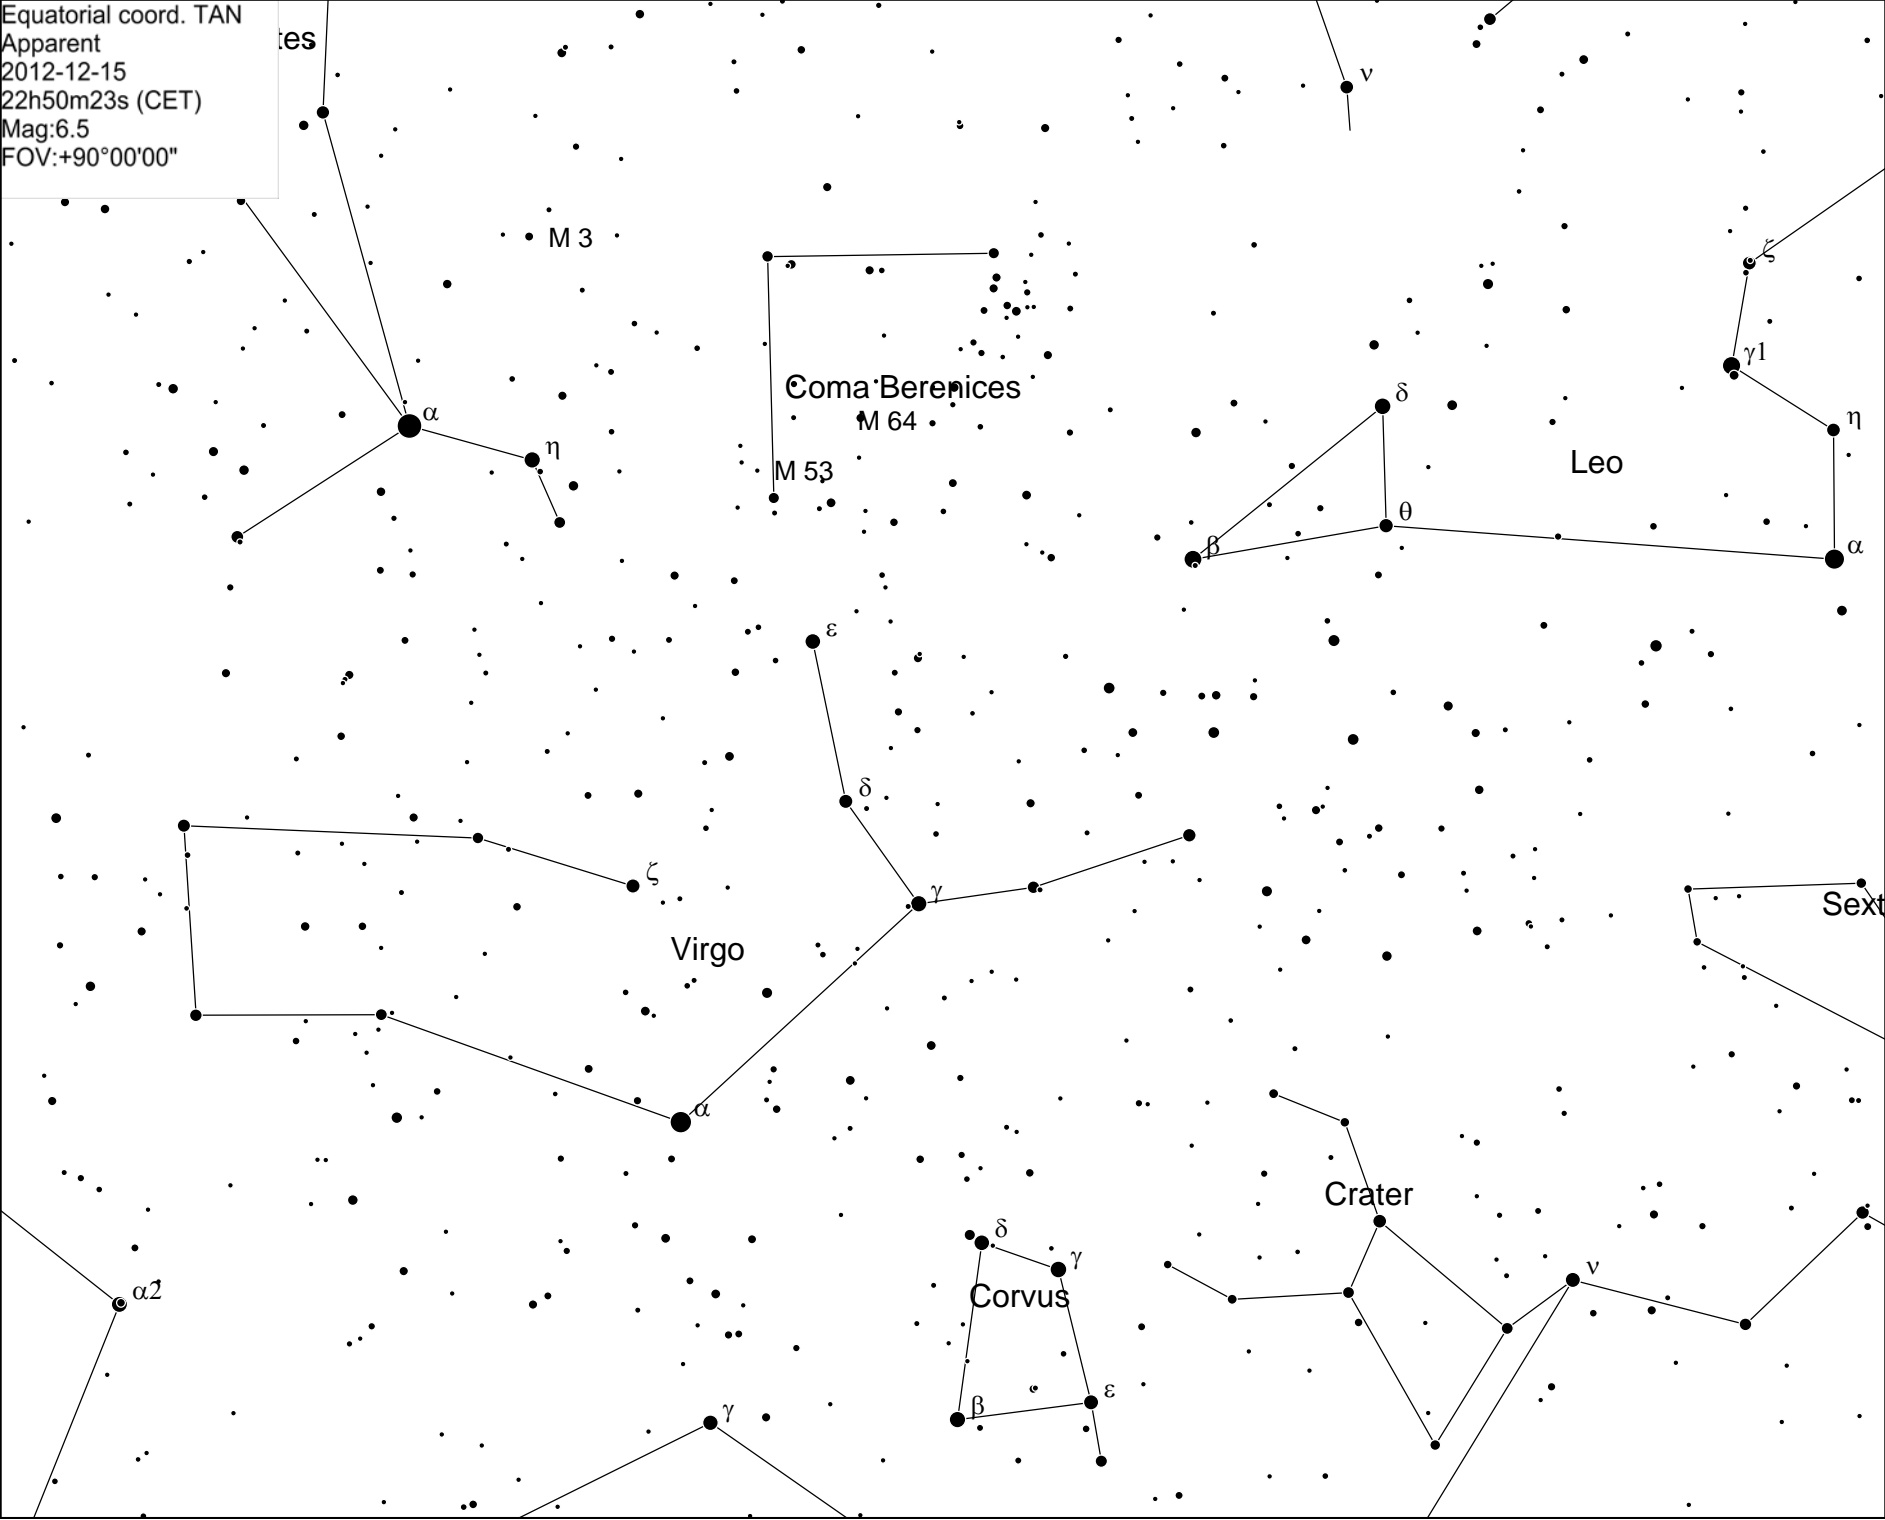 Equatorial coord. TAN
Apparent
2012-12-15
22h50m23s (CET)
Mag:6.5
FOV:+90°00'00"
tes
ν
M 3
ζ
γ1
Coma Berenices
δ
α
M 64
η
η
Leo
M 53
θ
β
α
ε
δ
ζ
γ
Sext
Virgo
α
Crater
δ
γ
ν
α2
Corvus
ε
β
γ